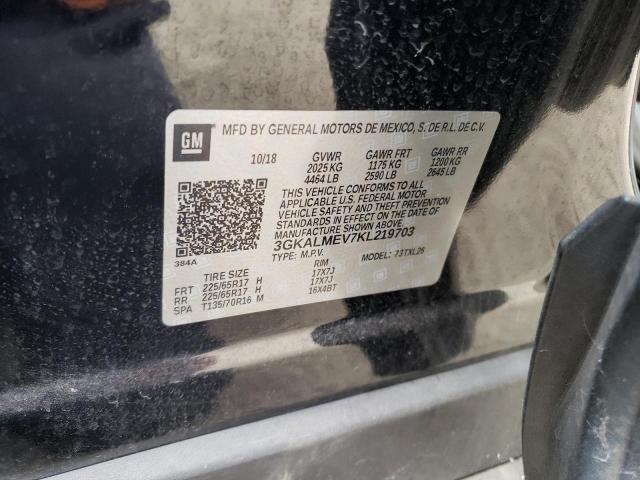 GM
MFD BY GENERAL MOTORS DE MEXICO, S. DE R.L. DE C.V.
10/18 GVWR GAWR FRT GAWR RR
2025 KG 1175 KG 1200 KG
4464 LB 2590 LB 2645 LB
THIS VEHICLE CONFORMS TO ALL
APPLICABLE U.S. FEDERAL MOTOR
VEHICLE SAFETY, BUMPER, AND THEFT PREVENTION
STANDARDS IN EFFECT ON THE DATE OF
MANUFACTURE SHOWN ABOVE.
3GKALMEV7KL219703
384A
TYPE: M.P.V. MODEL: 73TXL26
TIRE SIZE RIM
FRT 225/65R17 H 17X7J
RR 225/65R17 H 17X7J
SPA T135/70R16 M 16X4BT